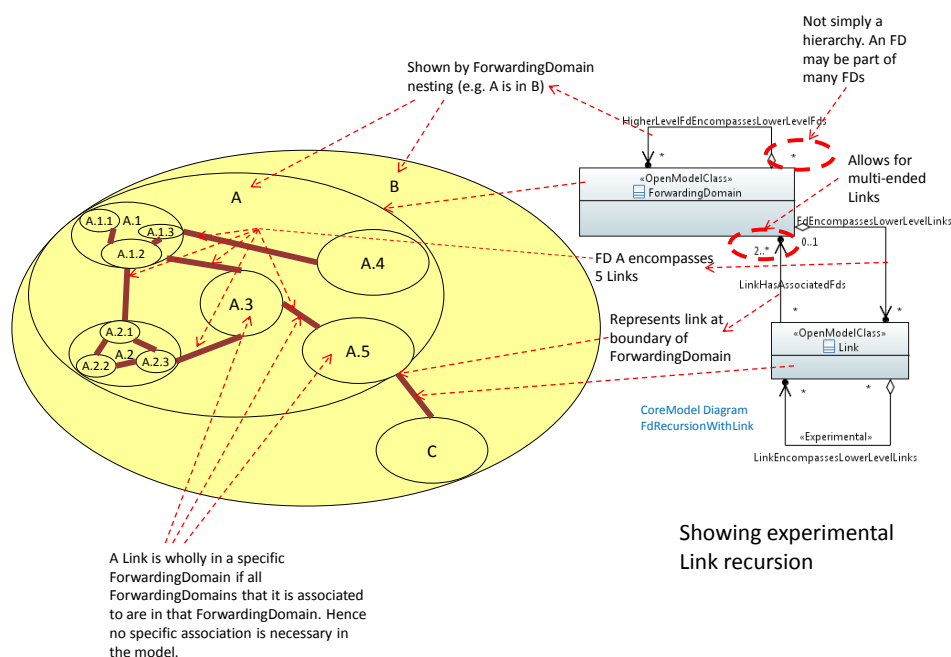 Not simply a
hierarchy. An FD
may be part of
many FDs
Shown by ForwardingDomain
nesting (e.g. A is in B)
HigherLevelFdEncompassesLowerLevelFds
*
*
Allows for
multi-ended
Links
«OpenModelClass»
ForwardingDomain
FdEncompassesLowerLevelLinks
2..*
0..1
B
A
A.1.1
A.1
A.1.3
A.1.2
A.4
FD A encompasses
5 Links
LinkHasAssociatedFds
A.3
Represents link at
boundary of
ForwardingDomain
*
*
«OpenModelClass»
Link
A.2.1
A.2
A.2.2
A.2.3
A.5
*
*
CoreModel Diagram
FdRecursionWithLink
«Experimental»
LinkEncompassesLowerLevelLinks
C
Showing experimental
Link recursion
A Link is wholly in a specific
ForwardingDomain if all
ForwardingDomains that it is associated
to are in that ForwardingDomain. Hence
no specific association is necessary in
the model.